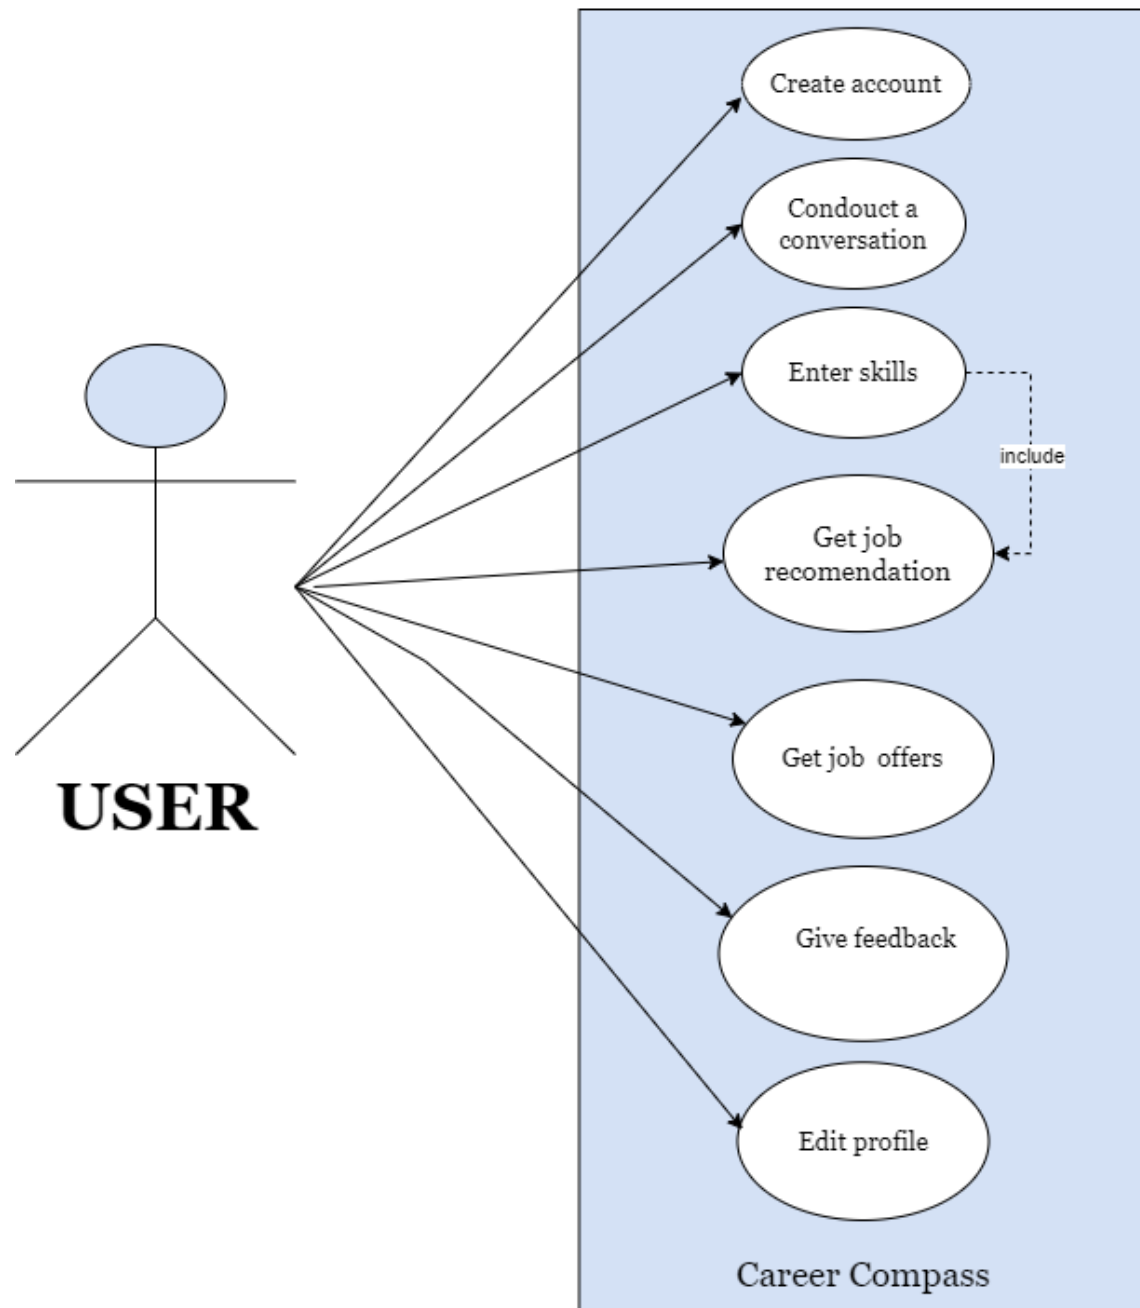 Create account
Condouct a
conversation
Enter skills
include
Get job
recomendation
Get job  offers
USER
Give feedback
Edit profile
Career Compass